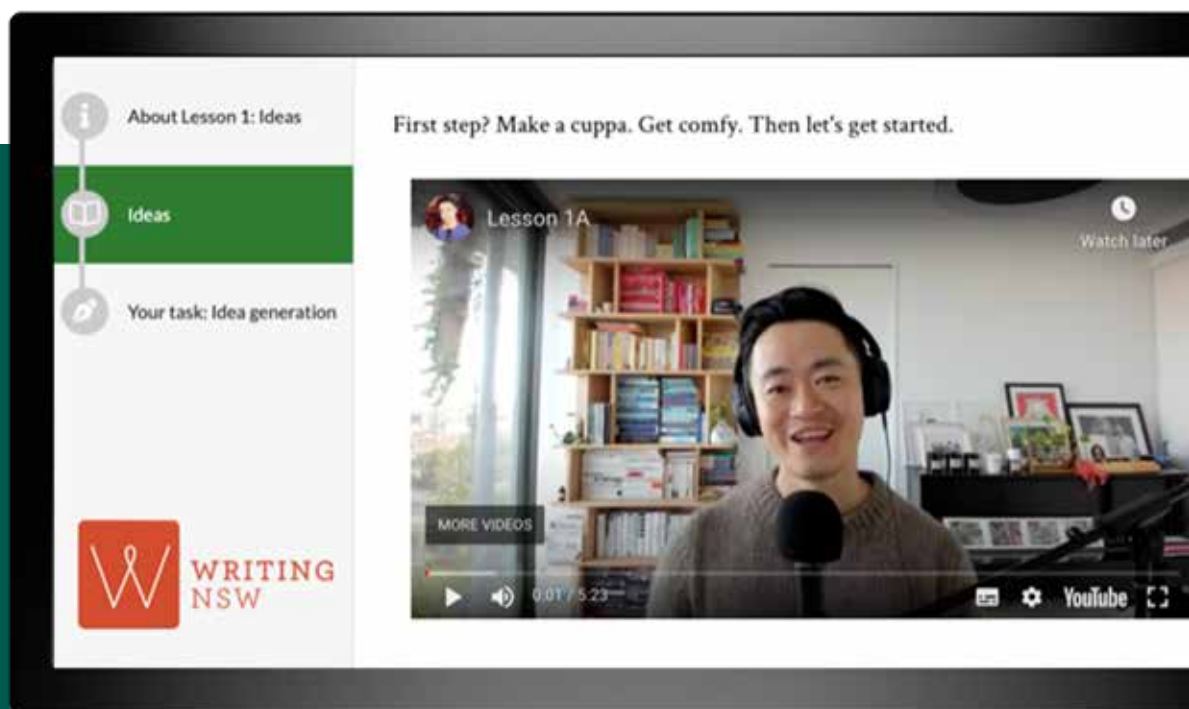 About Lesson 1: Ideas
Ideas
Your task: Idea generation
WRITING
NSW
First step? Make a cuppa. Get comfy. Then let's get started.
Lesson 1A
Watch later
MORE VIDEOS
0:01 / 5:23
YouTube